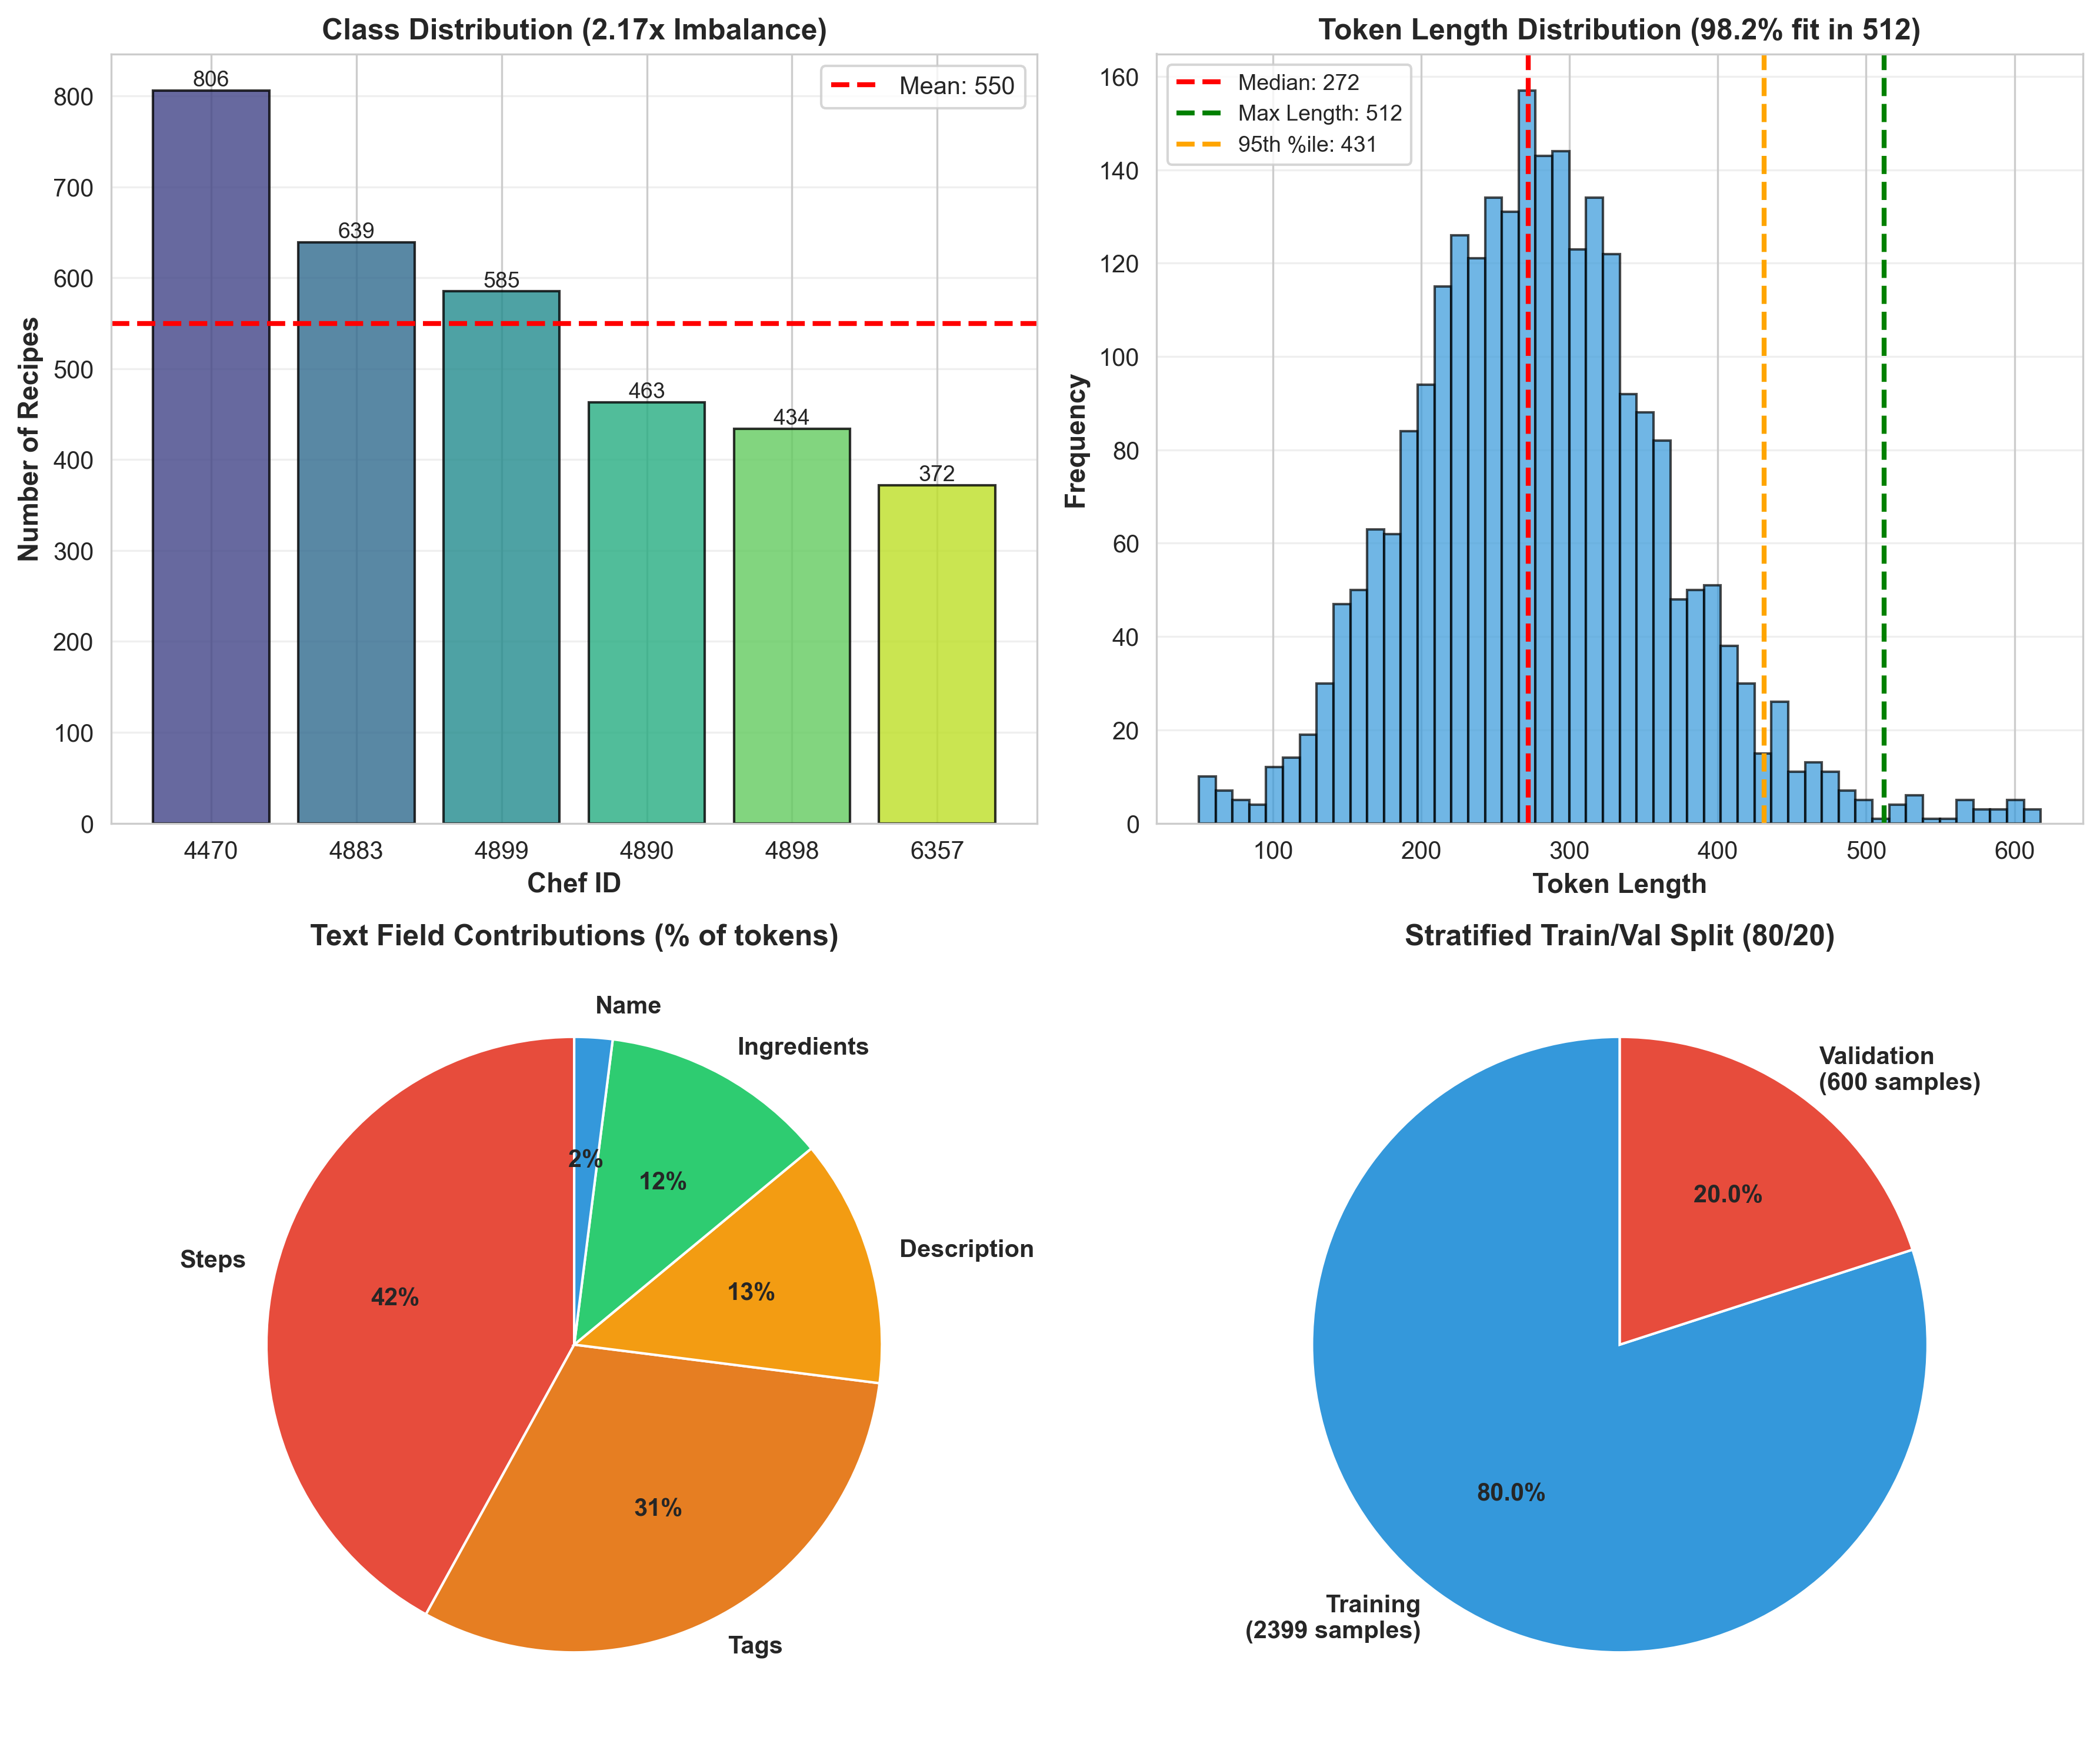 Class Distribution (2.17x Imbalance)
Mean: 550
806
639
585
463
434
372
800
700
600
500
400
300
200
100
0
Number of Recipes
4470 4883 4899 4890 4898 6357
Chef ID
Token Length Distribution (98.2% fit in 512)
Median: 272
Max Length: 512
95th %ile: 431
160
140
120
100
80
60
40
20
0
Frequency
100 200 300 400 500 600
Token Length
Text Field Contributions (% of tokens)
Name
2%
Ingredients
12%
Description
13%
Steps
42%
Tags
31%
Stratified Train/Val Split (80/20)
Validation
(600 samples)
20.0%
80.0%
Training
(2399 samples)